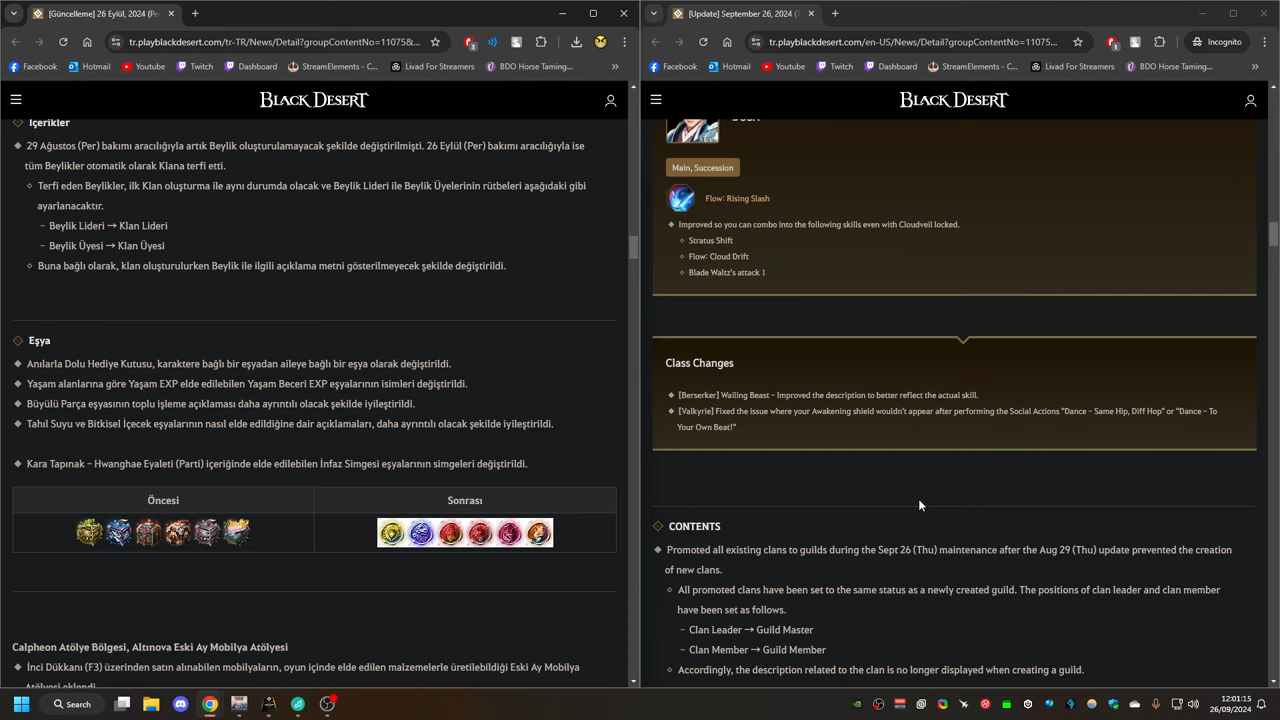 [Güncelleme] 26 Eylül, 2024 (Pe
tr.playblackdesert.com/tr-TR/News/Detail?groupContentNo=11075&...
Facebook
Hotmail
Youtube
Twitch
Dashboard
StreamElements - C...
Livad For Streamers
BDO Horse Taming...
BLACK DESERT
İçerikler
29 Ağustos (Per) bakımı aracılığıyla artık Beylik oluşturulamayacak şekilde değiştirilmişti. 26 Eylül (Per) bakımı aracılığıyla ise
tüm Beylikler otomatik olarak Klana terfi etti.
Terfi eden Beylikler, ilk Klan oluşturma ile aynı durumda olacak ve Beylik Lideri ile Beylik Üyelerinin rütbeleri aşağıdaki gibi
ayarlanacaktır.
- Beylik Lideri → Klan Lideri
- Beylik Üyesi → Klan Üyesi
Buna bağlı olarak, klan oluşturulurken Beylik ile ilgili açıklama metni gösterilmeyecek şekilde değiştirildi.
Eşya
Anılarla Dolu Hediye Kutusu, karaktere bağlı bir eşyadan aileye bağlı bir eşya olarak değiştirildi.
Yaşam alanlarına göre Yaşam EXP elde edilebilen Yaşam Beceri EXP eşyalarının isimleri değiştirildi.
Büyülü Parça eşyasının toplu işleme açıklaması daha ayrıntılı olacak şekilde iyileştirildi.
Tahıl Suyu ve Bitkisel İçecek eşyalarının nasıl elde edildiğine dair açıklamaları, daha ayrıntılı olacak şekilde iyileştirildi.
Kara Tapınak – Hwanghae Eyaleti (Parti) içeriğinde elde edilebilen İnfaz Simgesi eşyalarının simgeleri değiştirildi.
Öncesi
Sonrası
Calpheon Atölye Bölgesi, Altınova Eski Ay Mobilya Atölyesi
İnci Dükkanı (F3) üzerinden satın alınabilen mobilyaların, oyun içinde elde edilen malzemelerle üretilebildiği Eski Ay Mobilya
Atölyesi eklendi.
[Update] September 26, 2024 (T
tr.playblackdesert.com/en-US/News/Detail?groupContentNo=11075...
Incognito
Facebook
Hotmail
Youtube
Twitch
Dashboard
StreamElements - C...
Livad For Streamers
BDO Horse Taming...
BLACK DESERT
Main, Succession
Flow: Rising Slash
Improved so you can combo into the following skills even with Cloudveil locked.
Stratus Shift
Flow: Cloud Drift
Blade Waltz's attack 1
Class Changes
[Berserker] Wailing Beast – Improved the description to better reflect the actual skill.
[Valkyrie] Fixed the issue where your Awakening shield wouldn't appear after performing the Social Actions "Dance – Same Hip, Diff Hop" or "Dance – To
Your Own Beat!"
CONTENTS
Promoted all existing clans to guilds during the Sept 26 (Thu) maintenance after the Aug 29 (Thu) update prevented the creation
of new clans.
All promoted clans have been set to the same status as a newly created guild. The positions of clan leader and clan member
have been set as follows.
- Clan Leader → Guild Master
- Clan Member → Guild Member
Accordingly, the description related to the clan is no longer displayed when creating a guild.
Search
12:01:15
26/09/2024